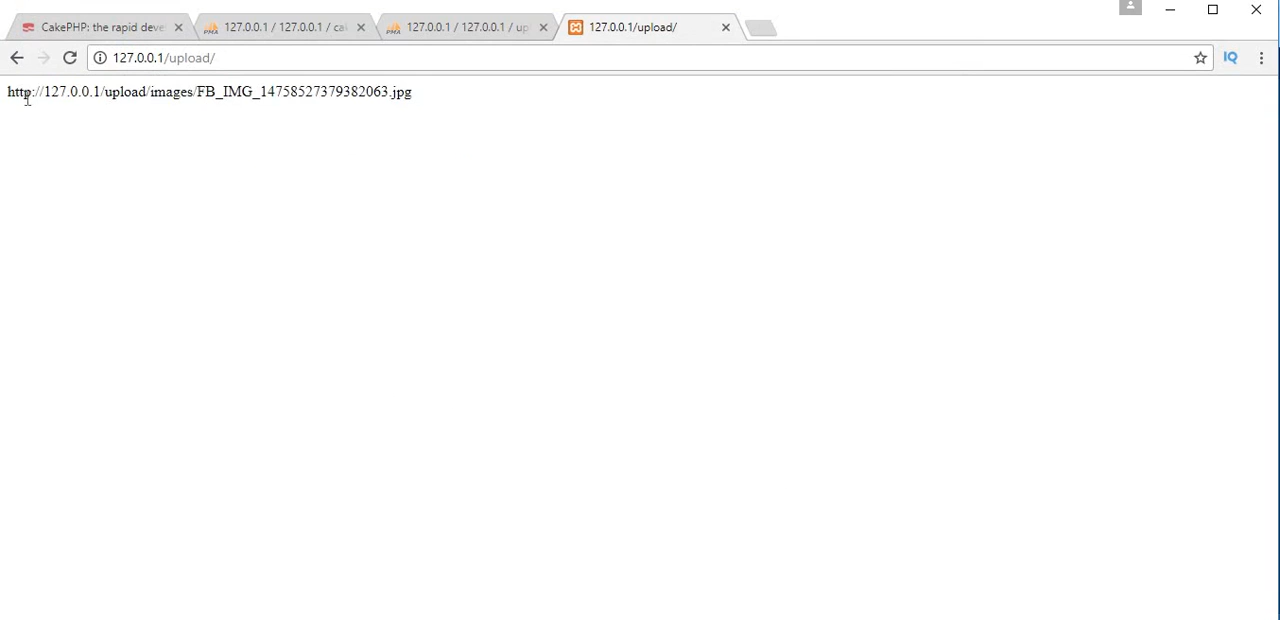 CakePHP: the rapid deve
127.0.0.1 / 127.0.0.1 / ca
127.0.0.1 / 127.0.0.1 / up
127.0.0.1/upload/
127.0.0.1/upload/
IQ
http://127.0.0.1/upload/images/FB_IMG_14758527379382063.jpg